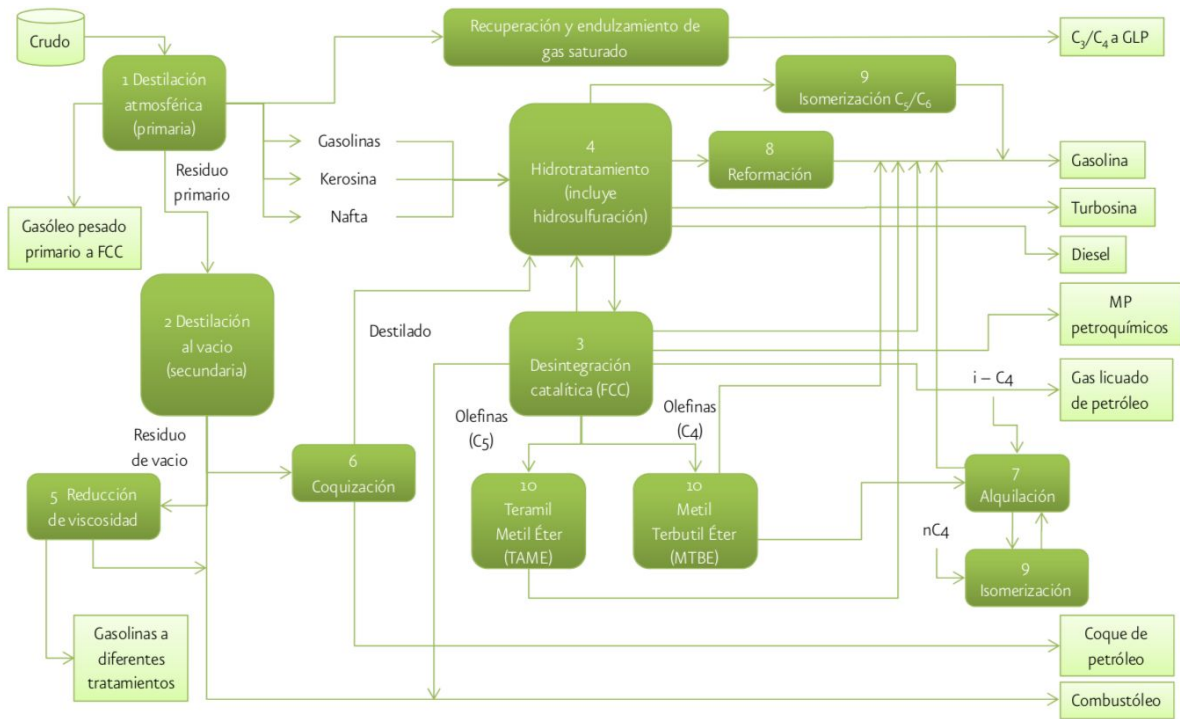 Crudo
Recuperación y endulzamiento de
gas saturado
C₃/C₄ a GLP
1 Destilación
atmosférica
(primaria)
9
Isomerización C₅/C₆
Gasolinas
Kerosina
Nafta
4
Hidrotratamiento
(incluye
hidrosulfuración)
8
Reformación
Gasolina
Turbosina
Diesel
Residuo
primario
Gasóleo pesado
primario a FCC
2 Destilación
al vacio
(secundaria)
Destilado
3
Desintegración
catalítica (FCC)
MP
petroquímicos
i – C4
Gas licuado
de petróleo
Olefinas
(C5)
Olefinas
(C4)
Residuo
de vacio
5 Reducción
de viscosidad
6
Coquización
10
Teramil
Metil Éter
(TAME)
10
Metil
Terbutil Éter
(MTBE)
7
Alquilación
nC4
9
Isomerización
Gasolinas a
diferentes
tratamientos
Coque de
petróleo
Combustóleo